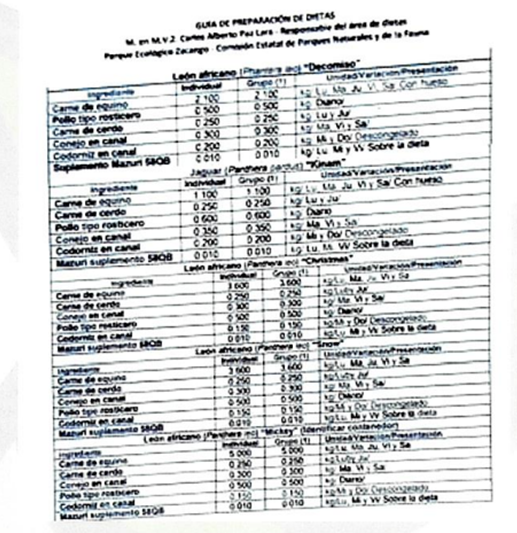 GUÍA DE PREPARACIÓN DE DIETAS
M. en M.V.Z. Carlos Alberto Paz Lara - Responsable del área de dietas
Parque Ecológico Zacango - Comisión Estatal de Parques Naturales y de la Fauna
León africano (Panthera leo) "Decomiso"
Ingrediente Individual Grupo (1) Unidad/Variación/Presentación
Carne de equino 2.100 2.100 kg/ Lu, Ma, Ju, Vi y Sa/ Con hueso
Pollo tipo rosticero 0.500 0.500 kg/ Diario/
Carne de cerdo 0.250 0.250 kg/ Lu y Ju/
Conejo en canal 0.300 0.300 kg/ Ma, Vi y Sa/
Codorniz en canal 0.200 0.200 kg/ Mi y Do/ Descongelado
Suplemento Mazuri 58QB 0.010 0.010 kg/ Lu, Mi y Vi/ Sobre la dieta
Jaguar (Panthera pardus) "Kinam"
Ingrediente Individual Grupo (1) Unidad/Variación/Presentación
Carne de equino 1.100 1.100 kg/ Lu, Ma, Ju, Vi y Sa/ Con hueso
Carne de cerdo 0.250 0.250 kg/ Lu y Ju/
Pollo tipo rosticero 0.600 0.600 kg/ Diario
Conejo en canal 0.350 0.350 kg/ Ma, Vi y Sa
Codorniz en canal 0.200 0.200 kg/ Mi y Do/ Descongelado
Mazuri suplemento 58QB 0.010 0.010 kg/ Lu, Mi, Vi/ Sobre la dieta
León africano (Panthera leo) "Christmas"
Ingrediente Individual Grupo (1) Unidad/Variación/Presentación
Carne de equino 3.600 3.600 kg/Lu, Ma, Ju, Vi y Sa
Carne de cerdo 0.250 0.250 kg/Lu y Ju/
Conejo en canal 0.300 0.300 kg/ Ma, Vi y Sa/
Pollo tipo rosticero 0.500 0.500 kg/ Diario/
Codorniz en canal 0.150 0.150 kg/Mi y Do/ Descongelado
Mazuri suplemento 58QB 0.010 0.010 kg/Lu, Mi y Vi/ Sobre la dieta
León africano (Panthera leo) "Snow"
Ingrediente Individual Grupo (1) Unidad/Variación/Presentación
Carne de equino 3.600 3.600 kg/Lu, Ma, Ju, Vi y Sa
Carne de cerdo 0.250 0.250 kg/Lu y Ju/
Conejo en canal 0.300 0.300 kg/ Ma, Vi y Sa/
Pollo tipo rosticero 0.500 0.500 kg/ Diario/
Codorniz en canal 0.150 0.150 kg/Mi y Do/ Descongelado
Mazuri suplemento 58QB 0.010 0.010 kg/Lu, Mi y Vi/ Sobre la dieta
León africano (Panthera leo) "Mickey" (Identificar contenedor)
Ingrediente Individual Grupo (1) Unidad/Variación/Presentación
Carne de equino 5.000 5.000 kg/Lu, Ma, Ju, Vi y Sa
Carne de cerdo 0.250 0.250 kg/Lu y Ju/
Conejo en canal 0.300 0.300 kg/ Ma, Vi y Sa/
Pollo tipo rosticero 0.500 0.500 kg/ Diario/
Codorniz en canal 0.150 0.150 kg/Mi y Do/ Descongelado
Mazuri suplemento 58QB 0.010 0.010 kg/Lu, Mi y Vi/ Sobre la dieta